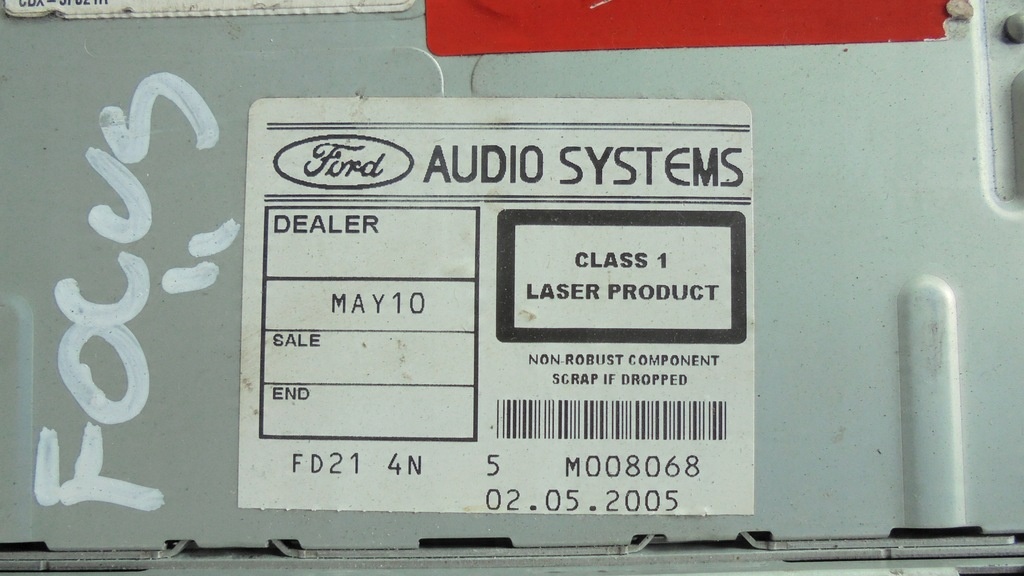 Ford AUDIO SYSTEMS
DEALER
MAY10
SALE
END
CLASS 1
LASER PRODUCT
NON-ROBUST COMPONENT
SCRAP IF DROPPED
FD21 4N 5 M008068
02.05.2005
FOCUS II